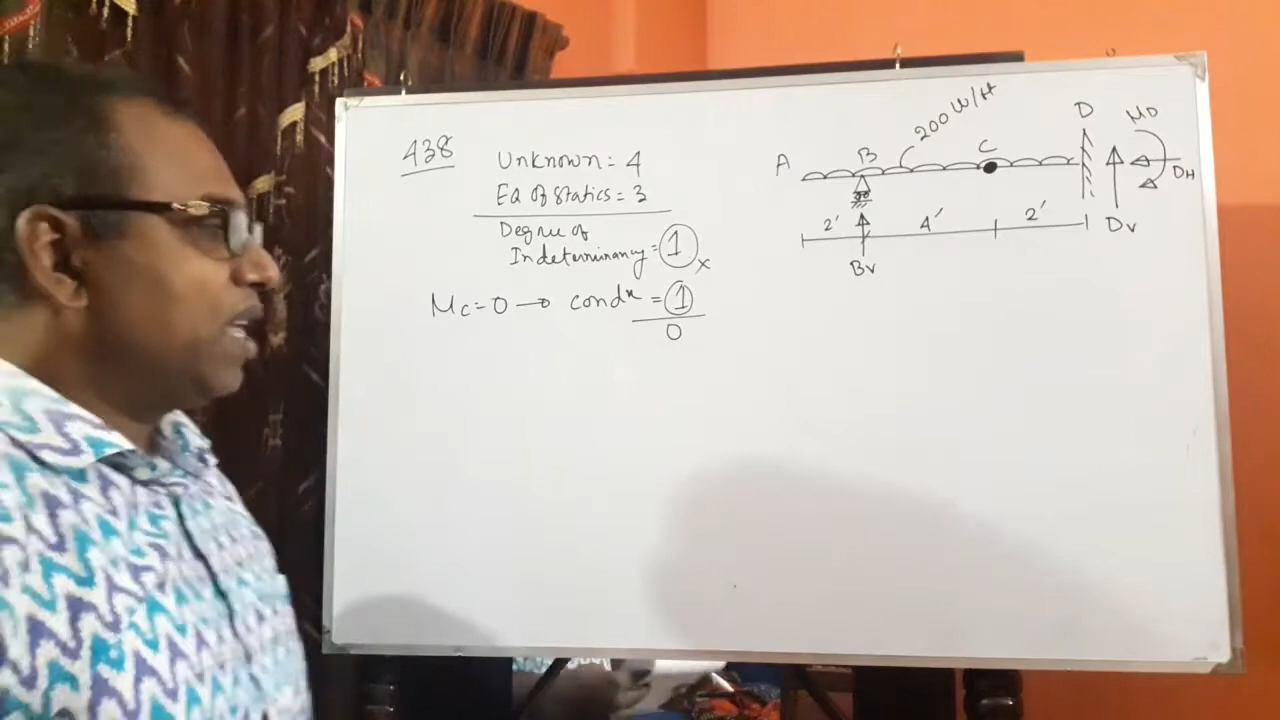 438
Unknown = 4
Eq Of Statics = 3
Degree of
Indeterminancy = 1 x
Mc = 0 → condⁿ = 1
0
200 W/ft
A B C D MD
DH
2' 4' 2' Dv
Bv